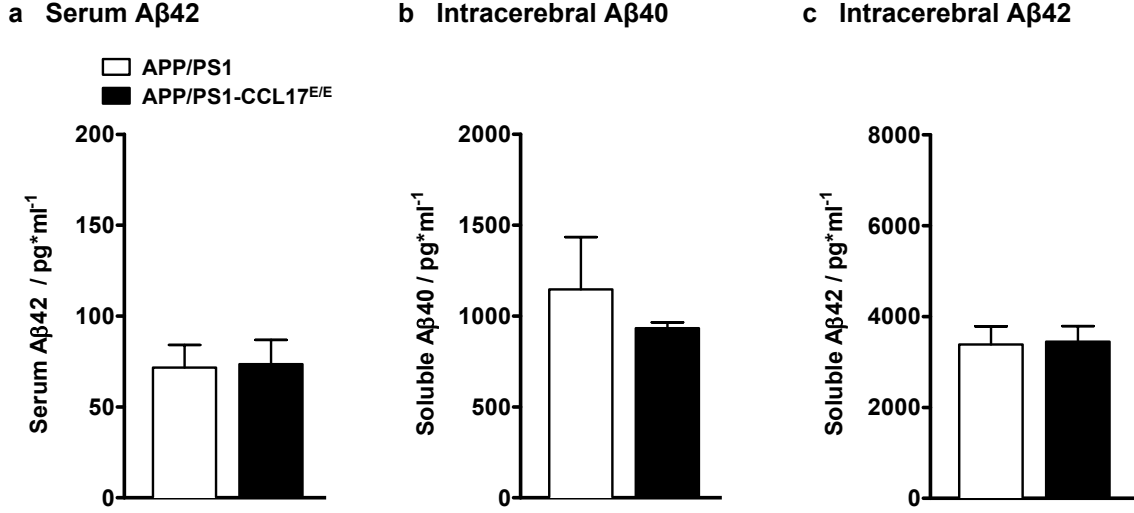 a Serum Aβ42
b Intracerebral Aβ40
c Intracerebral Aβ42
APP/PS1
APP/PS1-CCL17E/E
Serum Aβ42 / pg*ml-1
200
150
100
50
0
Soluble Aβ40 / pg*ml-1
2000
1500
1000
500
0
Soluble Aβ42 / pg*ml-1
8000
6000
4000
2000
0